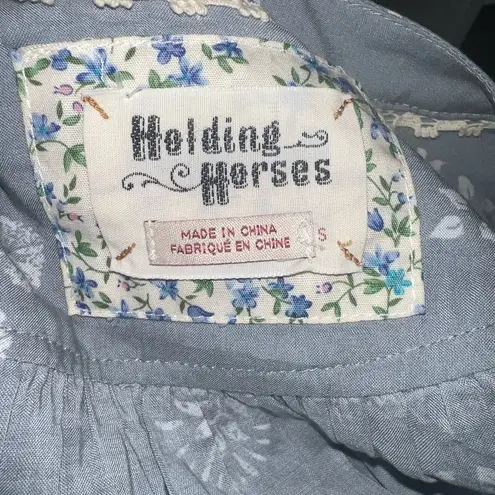 Holding
Horses
MADE IN CHINA
FABRIQUÉ EN CHINE
S